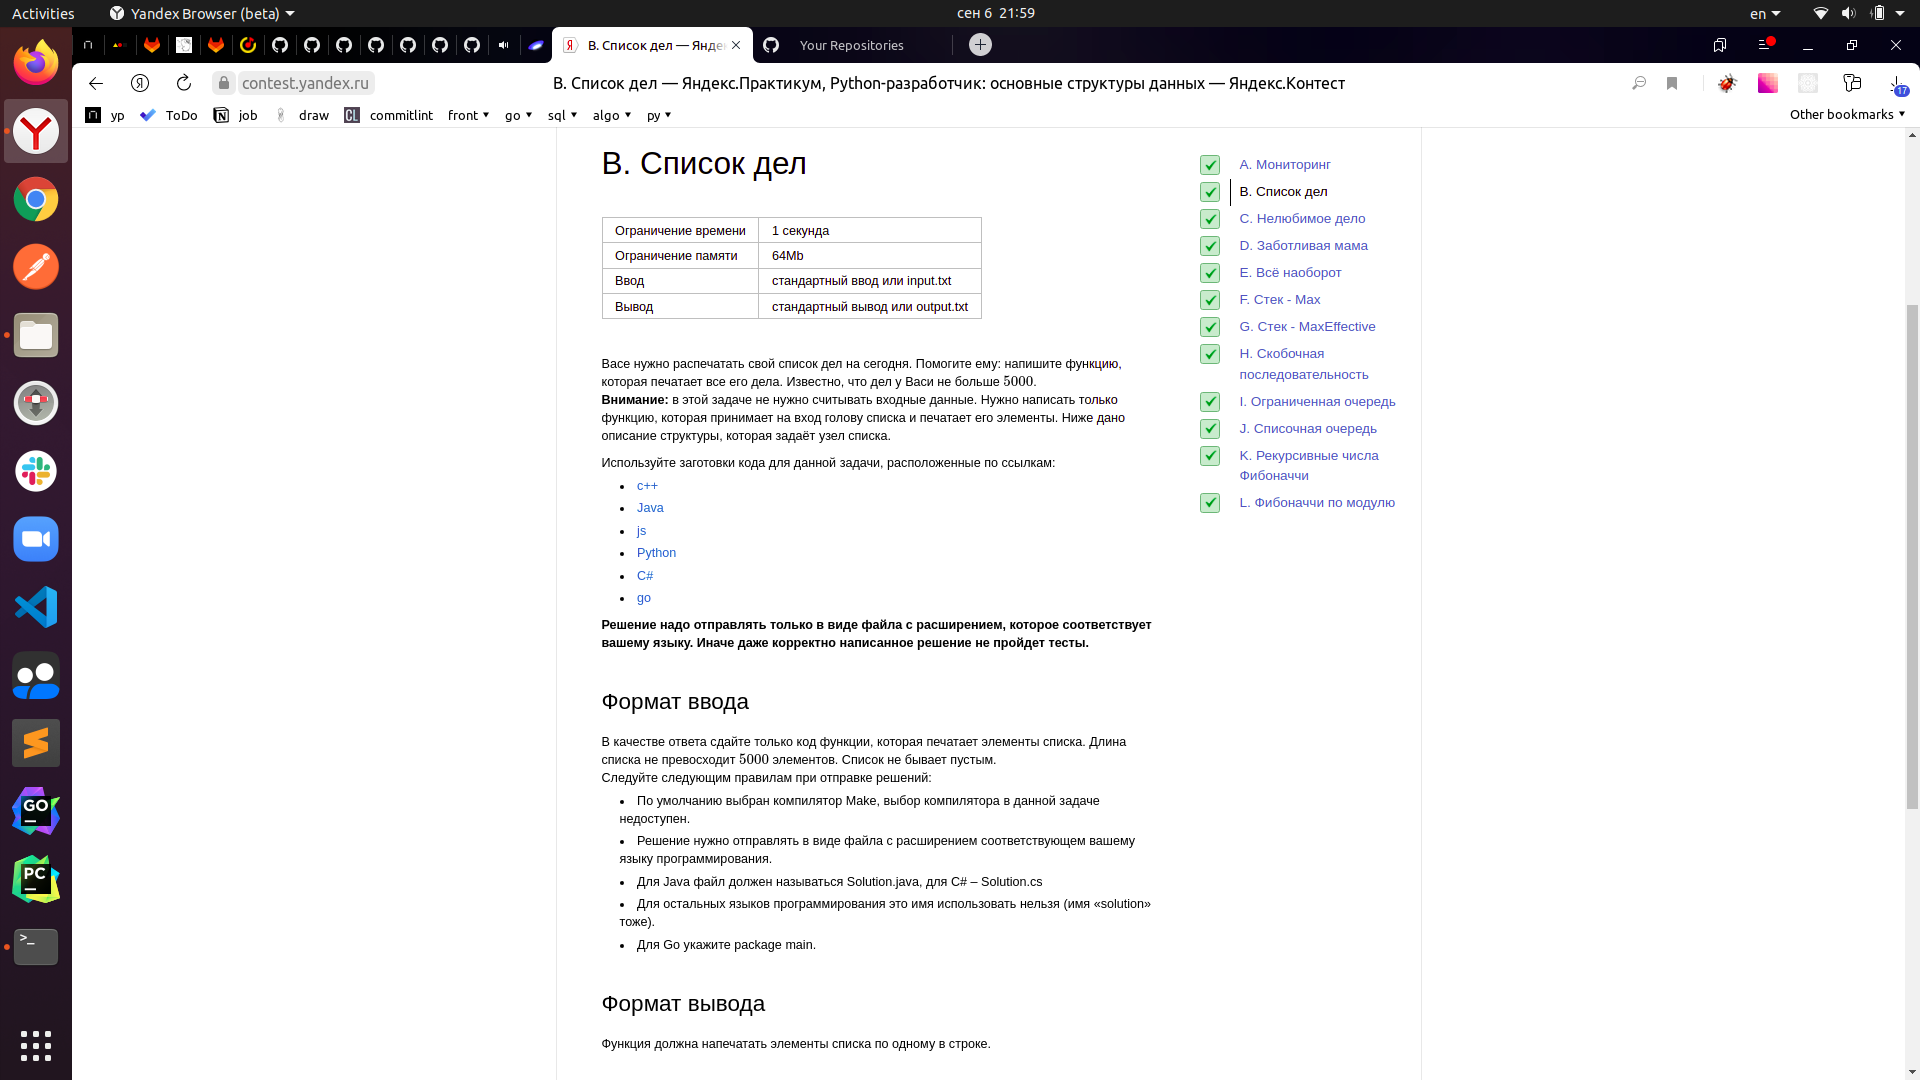 Activities
Yandex Browser (beta)
сен 6 21:59
en
B. Список дел — Яндек
Your Repositories
contest.yandex.ru
B. Список дел — Яндекс.Практикум, Python-разработчик: основные структуры данных — Яндекс.Контест
17
yp
ToDo
job
draw
CL
commitlint
front
go
sql
algo
py
Other bookmarks
B. Список дел
Ограничение времени
1 секунда
Ограничение памяти
64Mb
Ввод
стандартный ввод или input.txt
Вывод
стандартный вывод или output.txt
Васе нужно распечатать свой список дел на сегодня. Помогите ему: напишите функцию,
которая печатает все его дела. Известно, что дел у Васи не больше 5000.
Внимание: в этой задаче не нужно считывать входные данные. Нужно написать только
функцию, которая принимает на вход голову списка и печатает его элементы. Ниже дано
описание структуры, которая задаёт узел списка.
Используйте заготовки кода для данной задачи, расположенные по ссылкам:
• c++
• Java
• js
• Python
• C#
• go
Решение надо отправлять только в виде файла с расширением, которое соответствует
вашему языку. Иначе даже корректно написанное решение не пройдет тесты.
Формат ввода
В качестве ответа сдайте только код функции, которая печатает элементы списка. Длина
списка не превосходит 5000 элементов. Список не бывает пустым.
Следуйте следующим правилам при отправке решений:
• По умолчанию выбран компилятор Make, выбор компилятора в данной задаче
недоступен.
• Решение нужно отправлять в виде файла с расширением соответствующем вашему
языку программирования.
• Для Java файл должен называться Solution.java, для C# – Solution.cs
• Для остальных языков программирования это имя использовать нельзя (имя «solution»
тоже).
• Для Go укажите package main.
Формат вывода
Функция должна напечатать элементы списка по одному в строке.
A. Мониторинг
B. Список дел
C. Нелюбимое дело
D. Заботливая мама
E. Всё наоборот
F. Стек - Max
G. Стек - MaxEffective
H. Скобочная
последовательность
I. Ограниченная очередь
J. Списочная очередь
K. Рекурсивные числа
Фибоначчи
L. Фибоначчи по модулю
GO
PC
>_